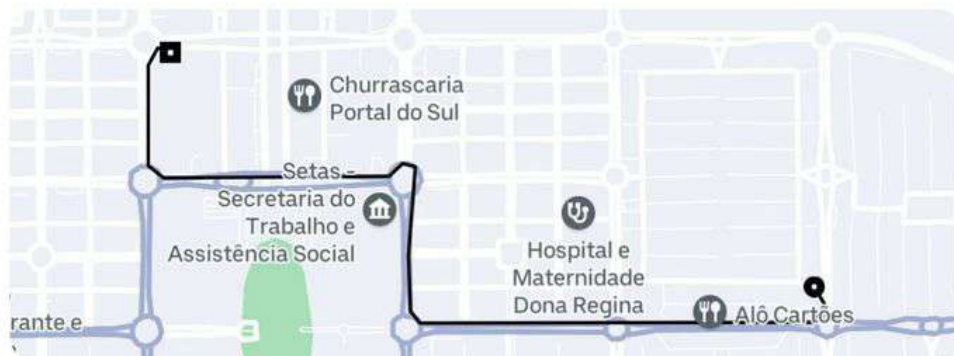 Churrascaria
Portal do Sul
Setas -
Secretaria do
Trabalho e
Assistência Social
Hospital e
Maternidade
Dona Regina
Alô Cartões
rante e